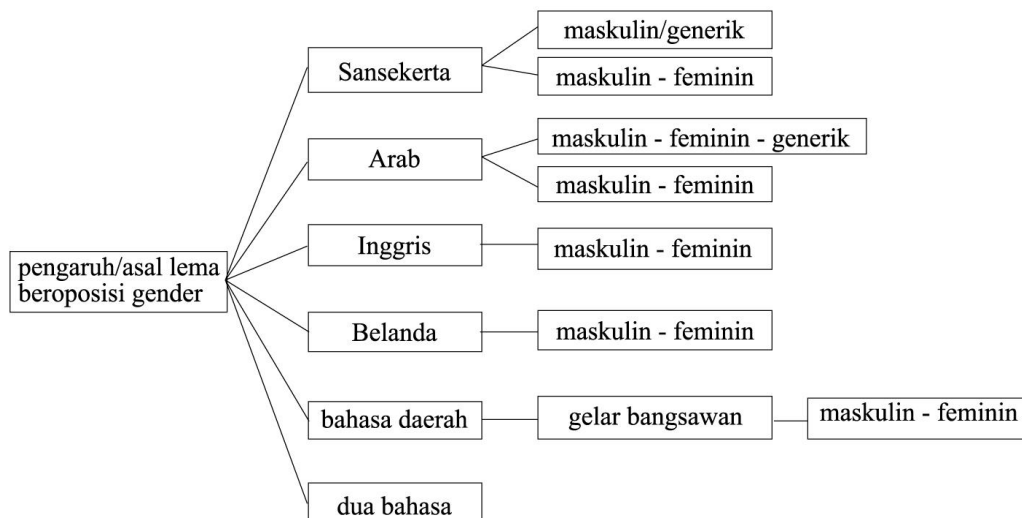 pengaruh/asal lema
beroposisi gender
Sansekerta
maskulin/generik
maskulin - feminin
Arab
maskulin - feminin - generik
maskulin - feminin
Inggris
maskulin - feminin
Belanda
maskulin - feminin
bahasa daerah
gelar bangsawan
maskulin - feminin
dua bahasa